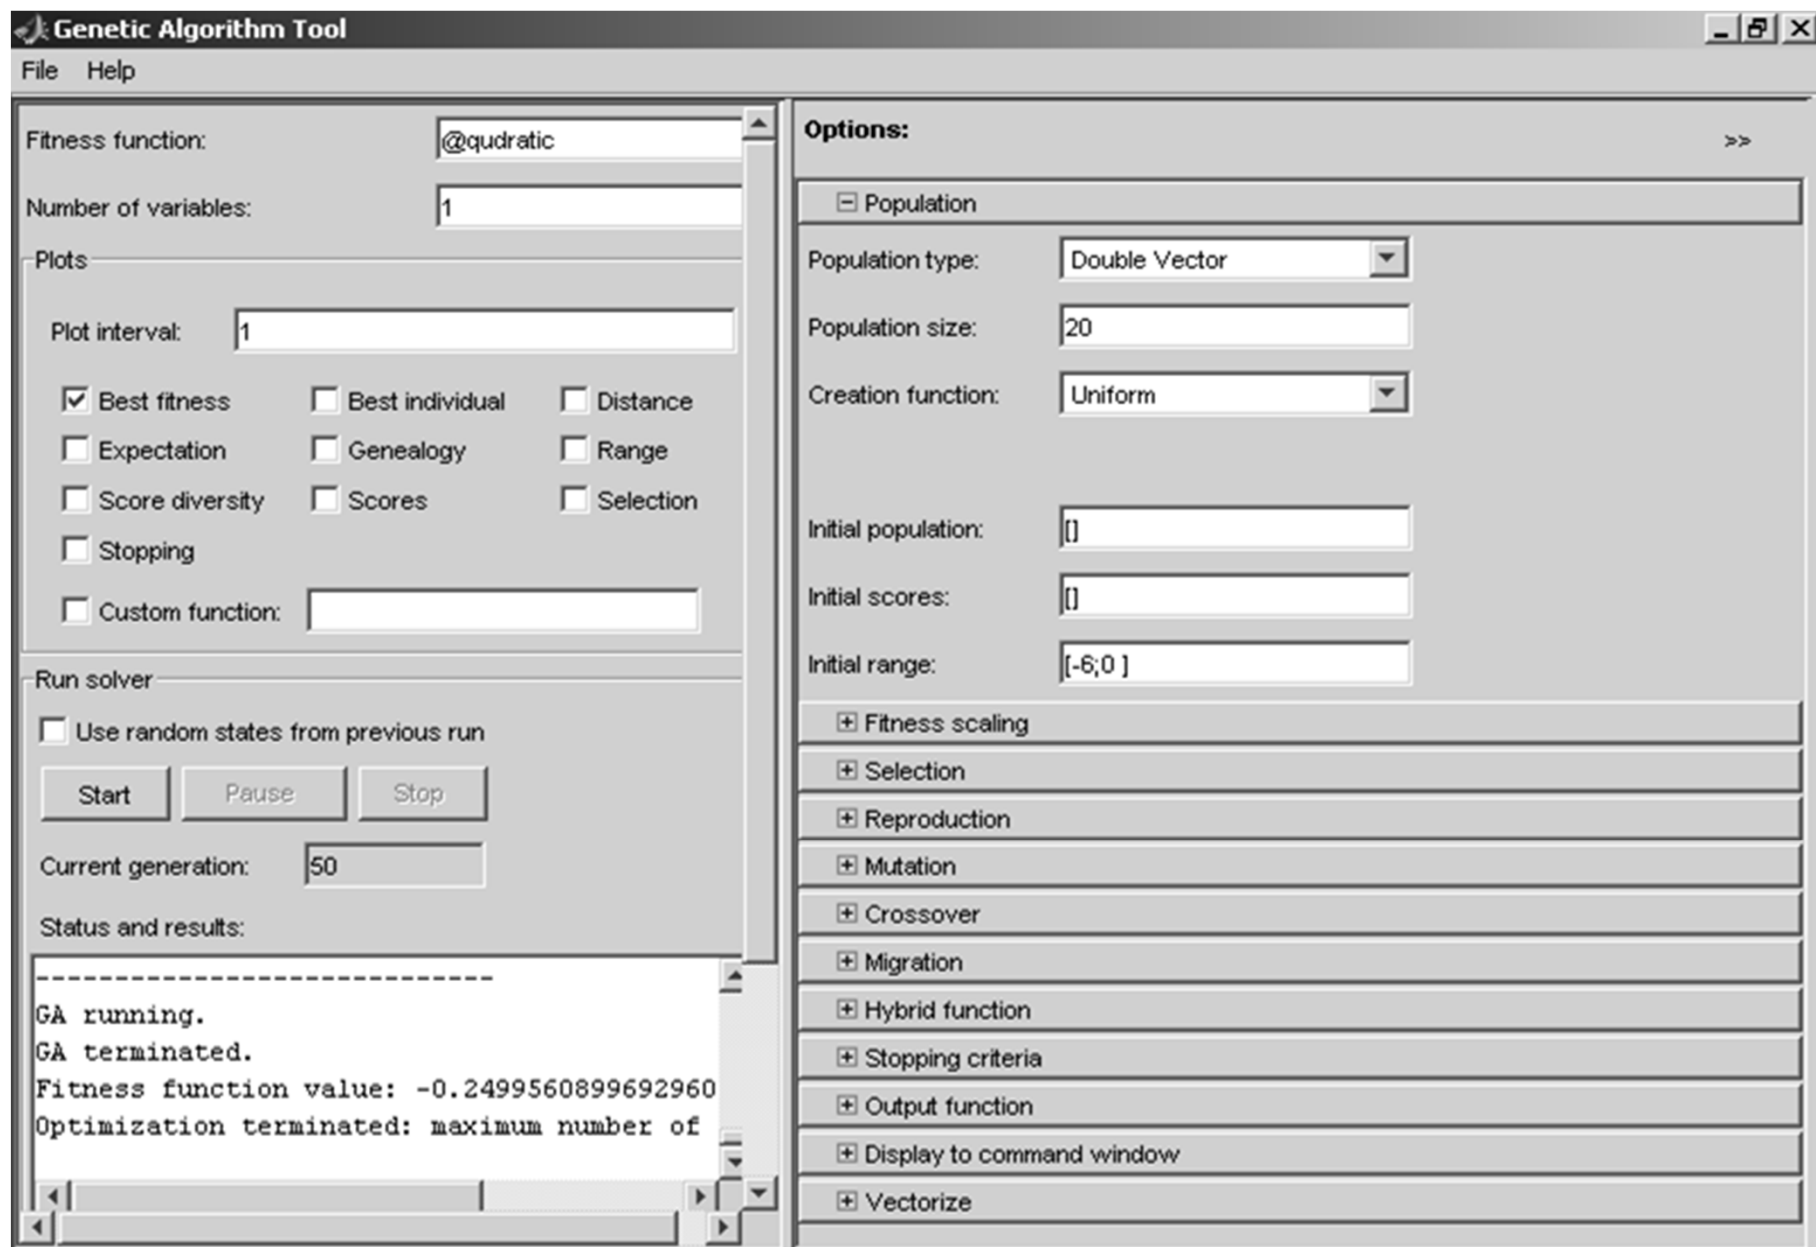 Genetic Algorithm Tool
File Help
Fitness function: @qudratic
Number of variables: 1
Plots
Plot interval: 1
Best fitness Best individual Distance
Expectation Genealogy Range
Score diversity Scores Selection
Stopping
Custom function:
Run solver
Use random states from previous run
Start Pause Stop
Current generation: 50
Status and results:
-----------------------------
GA running.
GA terminated.
Fitness function value: -0.2499560899692960
Optimization terminated: maximum number of
Options: >>
Population
Population type: Double Vector
Population size: 20
Creation function: Uniform
Initial population: []
Initial scores: []
Initial range: [-6;0 ]
Fitness scaling
Selection
Reproduction
Mutation
Crossover
Migration
Hybrid function
Stopping criteria
Output function
Display to command window
Vectorize